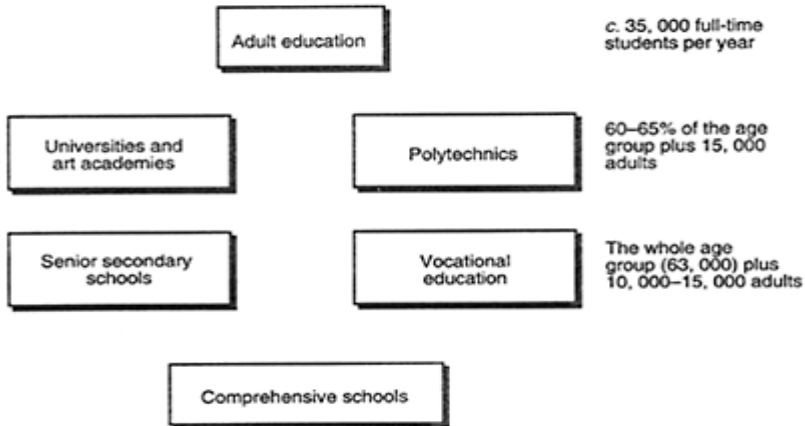 Adult education
c. 35, 000 full-time
students per year
Universities and
art academies
Polytechnics
60–65% of the age
group plus 15, 000
adults
Senior secondary
schools
Vocational
education
The whole age
group (63, 000) plus
10, 000–15, 000 adults
Comprehensive schools